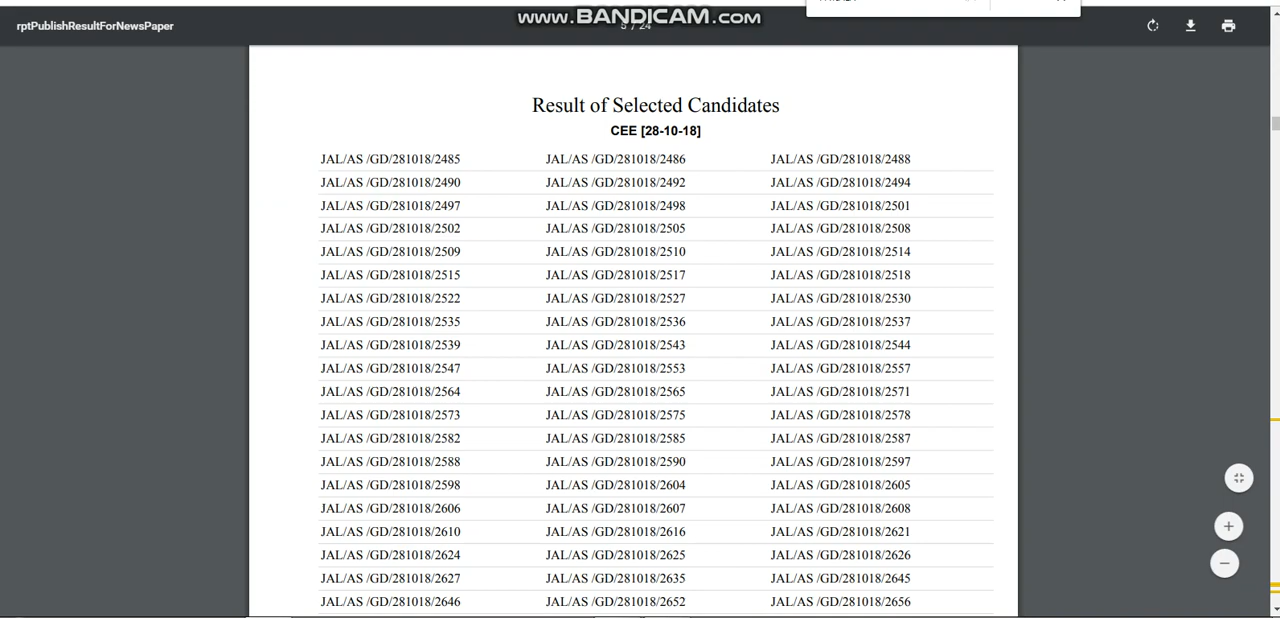 www.BANDICAM.com
rptPublishResultForNewsPaper
5 / 24
Result of Selected Candidates
CEE [28-10-18]
JAL/AS /GD/281018/2485 JAL/AS /GD/281018/2486 JAL/AS /GD/281018/2488
JAL/AS /GD/281018/2490 JAL/AS /GD/281018/2492 JAL/AS /GD/281018/2494
JAL/AS /GD/281018/2497 JAL/AS /GD/281018/2498 JAL/AS /GD/281018/2501
JAL/AS /GD/281018/2502 JAL/AS /GD/281018/2505 JAL/AS /GD/281018/2508
JAL/AS /GD/281018/2509 JAL/AS /GD/281018/2510 JAL/AS /GD/281018/2514
JAL/AS /GD/281018/2515 JAL/AS /GD/281018/2517 JAL/AS /GD/281018/2518
JAL/AS /GD/281018/2522 JAL/AS /GD/281018/2527 JAL/AS /GD/281018/2530
JAL/AS /GD/281018/2535 JAL/AS /GD/281018/2536 JAL/AS /GD/281018/2537
JAL/AS /GD/281018/2539 JAL/AS /GD/281018/2543 JAL/AS /GD/281018/2544
JAL/AS /GD/281018/2547 JAL/AS /GD/281018/2553 JAL/AS /GD/281018/2557
JAL/AS /GD/281018/2564 JAL/AS /GD/281018/2565 JAL/AS /GD/281018/2571
JAL/AS /GD/281018/2573 JAL/AS /GD/281018/2575 JAL/AS /GD/281018/2578
JAL/AS /GD/281018/2582 JAL/AS /GD/281018/2585 JAL/AS /GD/281018/2587
JAL/AS /GD/281018/2588 JAL/AS /GD/281018/2590 JAL/AS /GD/281018/2597
JAL/AS /GD/281018/2598 JAL/AS /GD/281018/2604 JAL/AS /GD/281018/2605
JAL/AS /GD/281018/2606 JAL/AS /GD/281018/2607 JAL/AS /GD/281018/2608
JAL/AS /GD/281018/2610 JAL/AS /GD/281018/2616 JAL/AS /GD/281018/2621
JAL/AS /GD/281018/2624 JAL/AS /GD/281018/2625 JAL/AS /GD/281018/2626
JAL/AS /GD/281018/2627 JAL/AS /GD/281018/2635 JAL/AS /GD/281018/2645
JAL/AS /GD/281018/2646 JAL/AS /GD/281018/2652 JAL/AS /GD/281018/2656